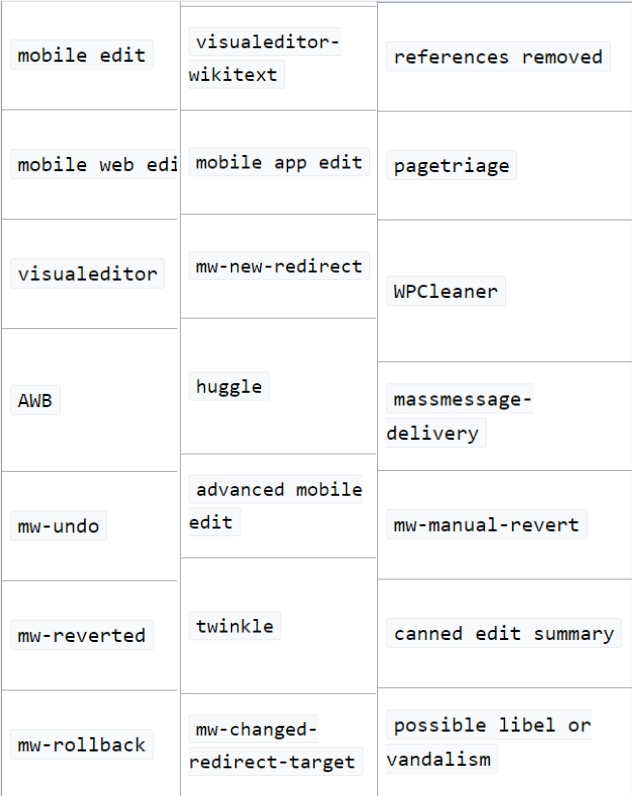 mobile edit
mobile web edi
visualeditor
AWB
mw-undo
mw-reverted
mw-rollback
visualeditor-
wikitext
mobile app edit
mw-new-redirect
huggle
advanced mobile
edit
twinkle
mw-changed-
redirect-target
references removed
pagetriage
WPCleaner
massmessage-
delivery
mw-manual-revert
canned edit summary
possible libel or
vandalism